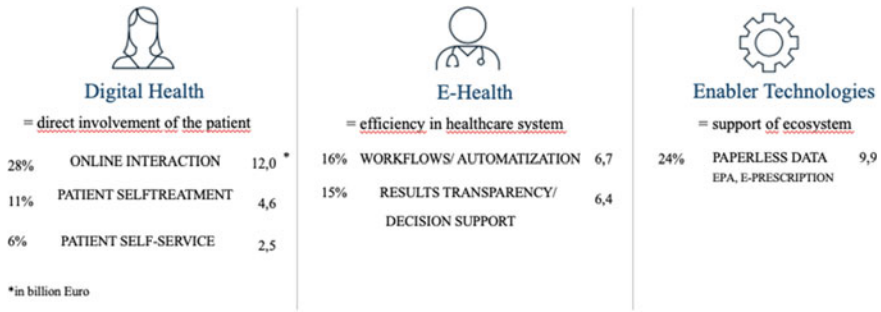 Digital Health
= direct involvement of the patient
28% ONLINE INTERACTION 12,0 *
11% PATIENT SELFTREATMENT 4,6
6% PATIENT SELF-SERVICE 2,5
*in billion Euro
E-Health
= efficiency in healthcare system
16% WORKFLOWS/ AUTOMATIZATION 6,7
15% RESULTS TRANSPARENCY/ 6,4
DECISION SUPPORT
Enabler Technologies
= support of ecosystem
24% PAPERLESS DATA 9,9
EPA, E-PRESCRIPTION